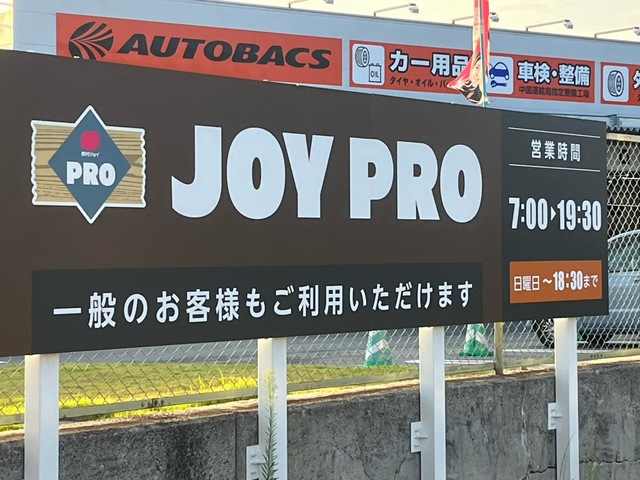 AUTOBACS
カー用品
タイヤ・オイル・バ
OIL
車検・整備
中国運輸局指定整備工場
PRO
JOY PRO
営業時間
7:00▶19:30
日曜日〜18:30まで
一般のお客様もご利用いただけます